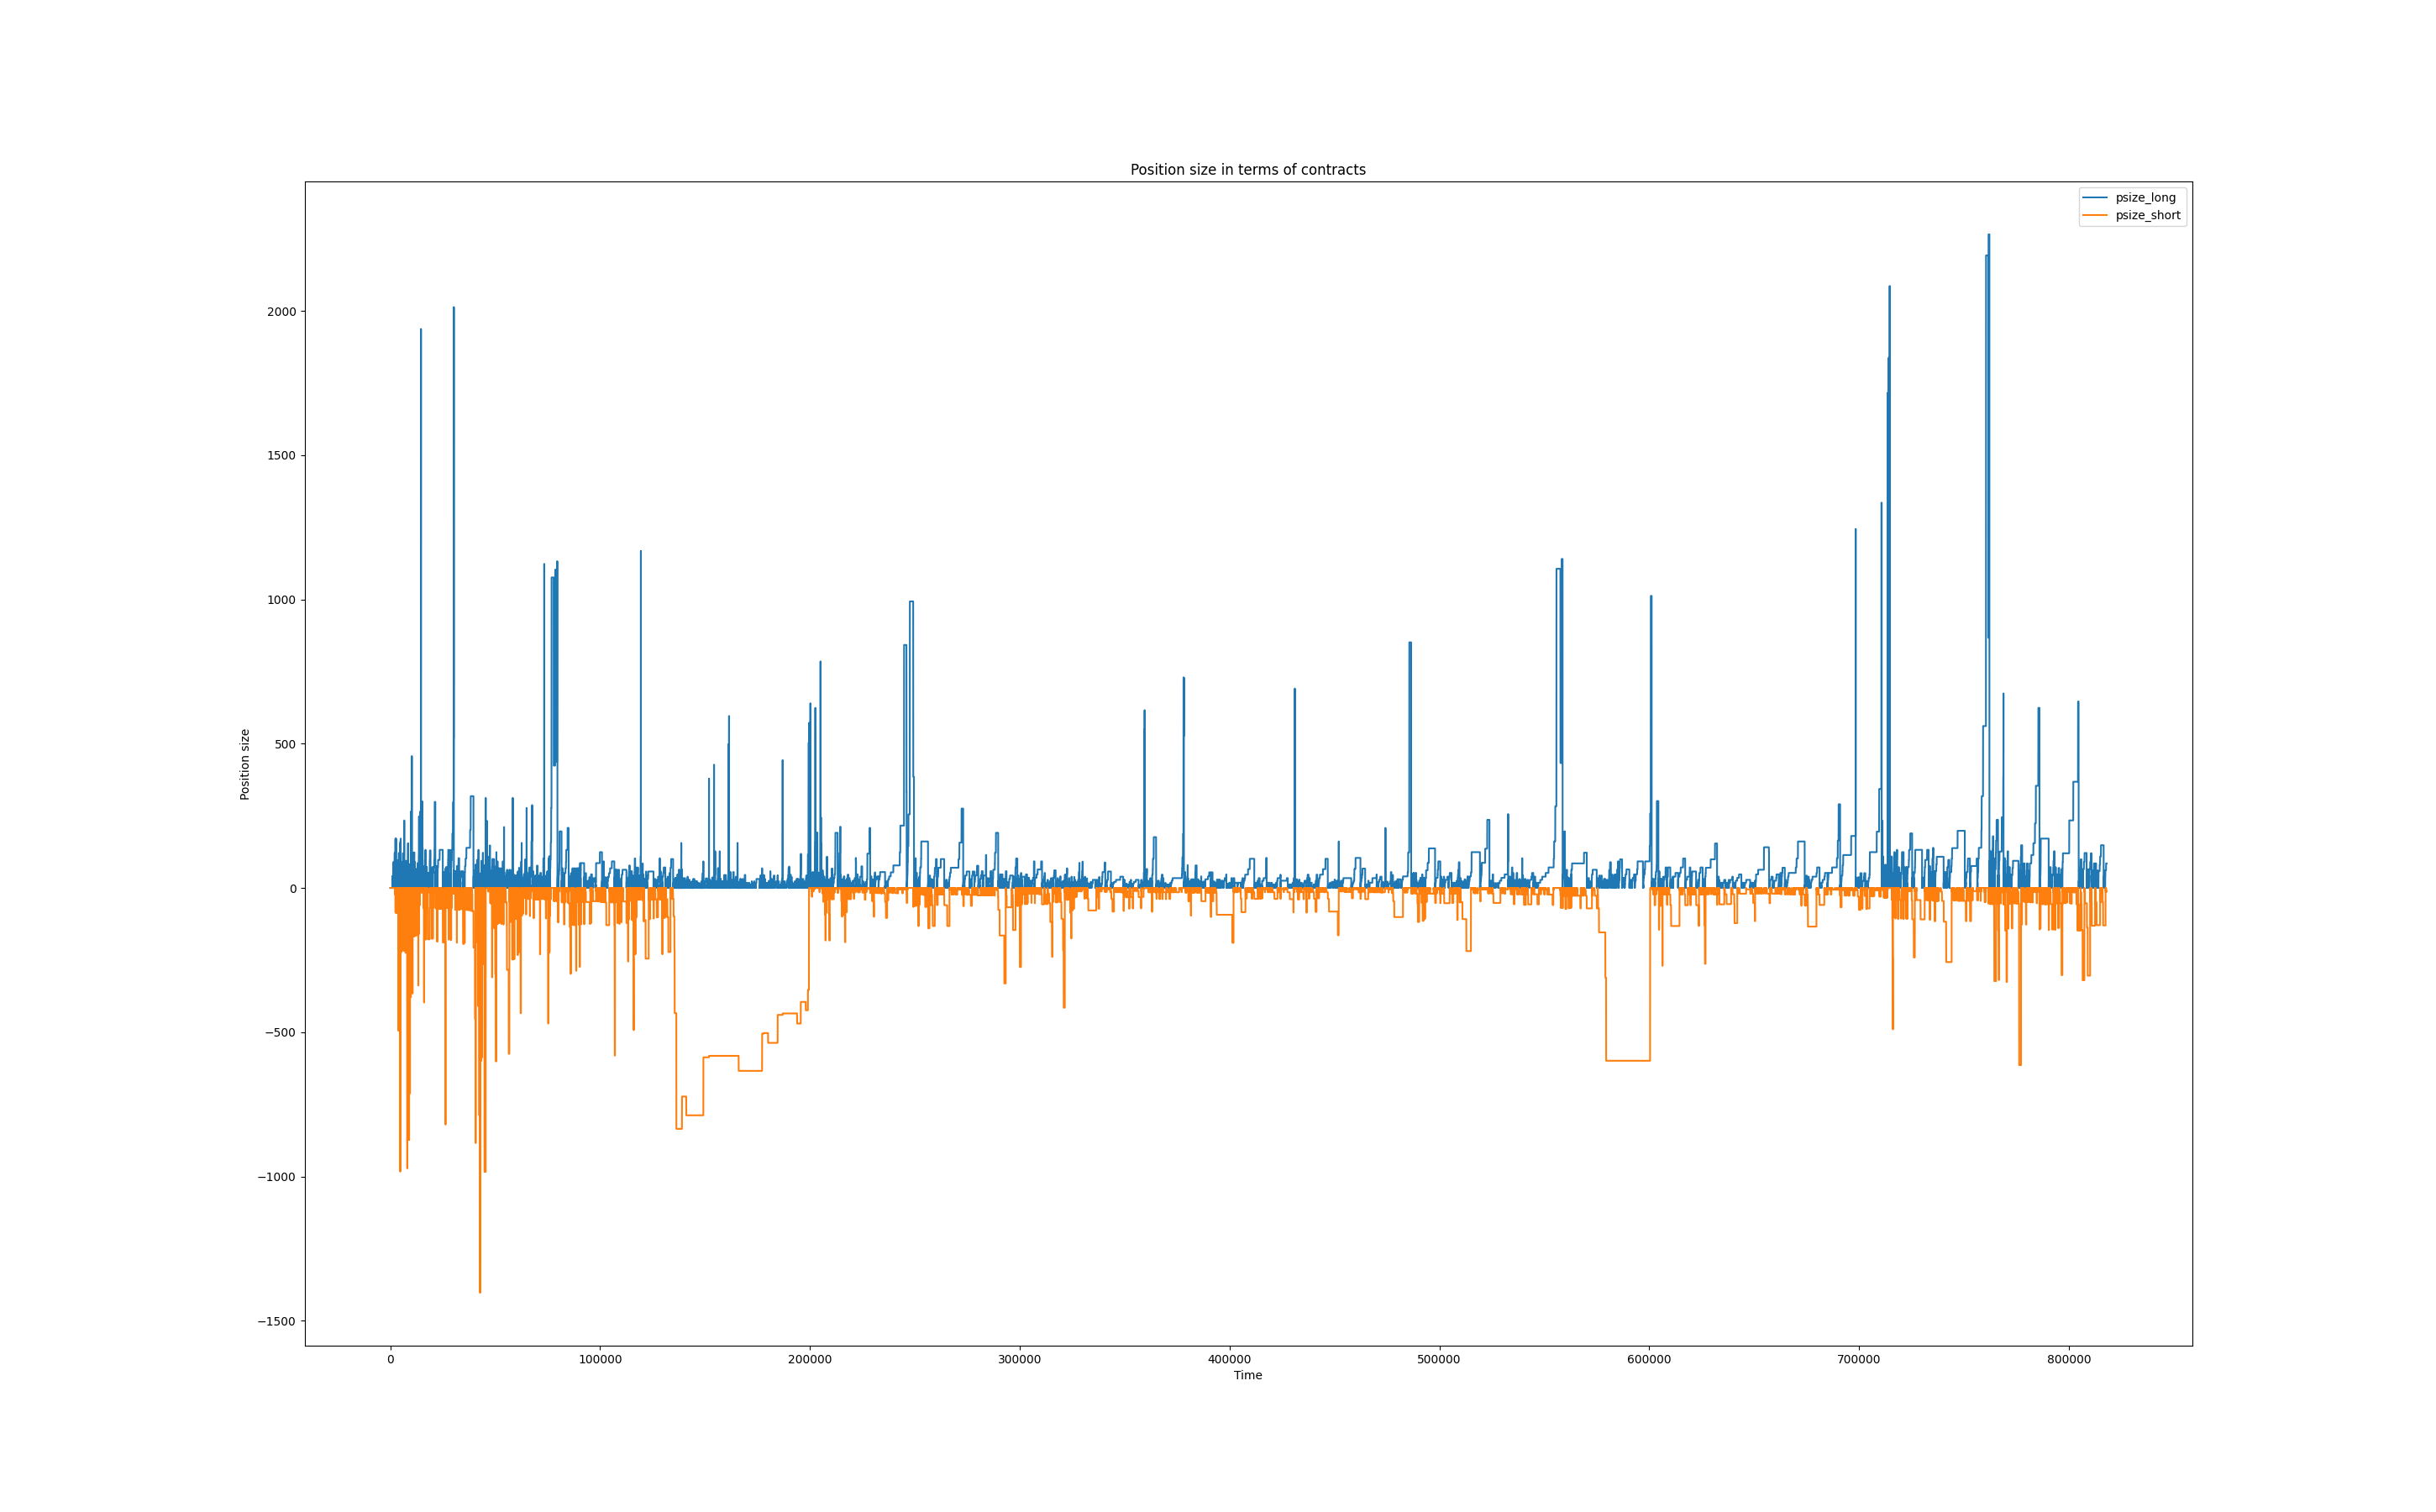 Position size in terms of contracts
psize_long
psize_short
Position size
2000
1500
1000
500
0
−500
−1000
−1500
0 100000 200000 300000 400000 500000 600000 700000 800000
Time